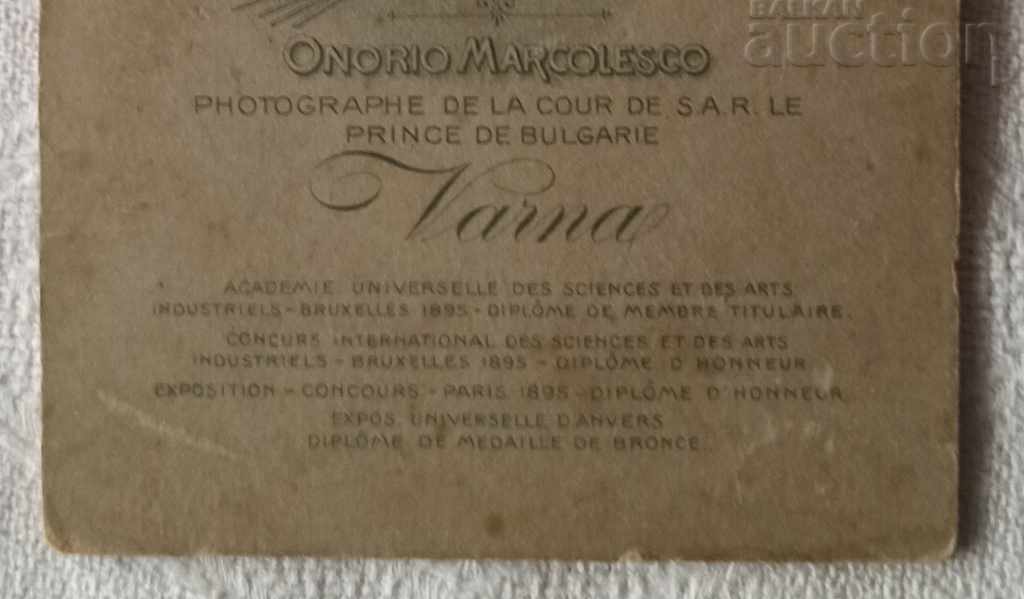 BALKAN
auction
ONORIO MARCOLESCO
PHOTOGRAPHE DE LA COUR DE S.A.R. LE
PRINCE DE BULGARIE
Varna
ACADEMIE UNIVERSELLE DES SCIENCES ET DES ARTS
INDUSTRIELS - BRUXELLES 1895 - DIPLÔME DE MEMBRE TITULAIRE.
CONCURS INTERNATIONAL DES SCIENCES ET DES ARTS
INDUSTRIELS - BRUXELLES 1895 - DIPLÔME D'HONNEUR
EXPOSITION - CONCOURS - PARIS 1895 - DIPLÔME D'HONNEUR
EXPOS. UNIVERSELLE D'ANVERS
DIPLÔME DE MEDAILLE DE BRONCE.